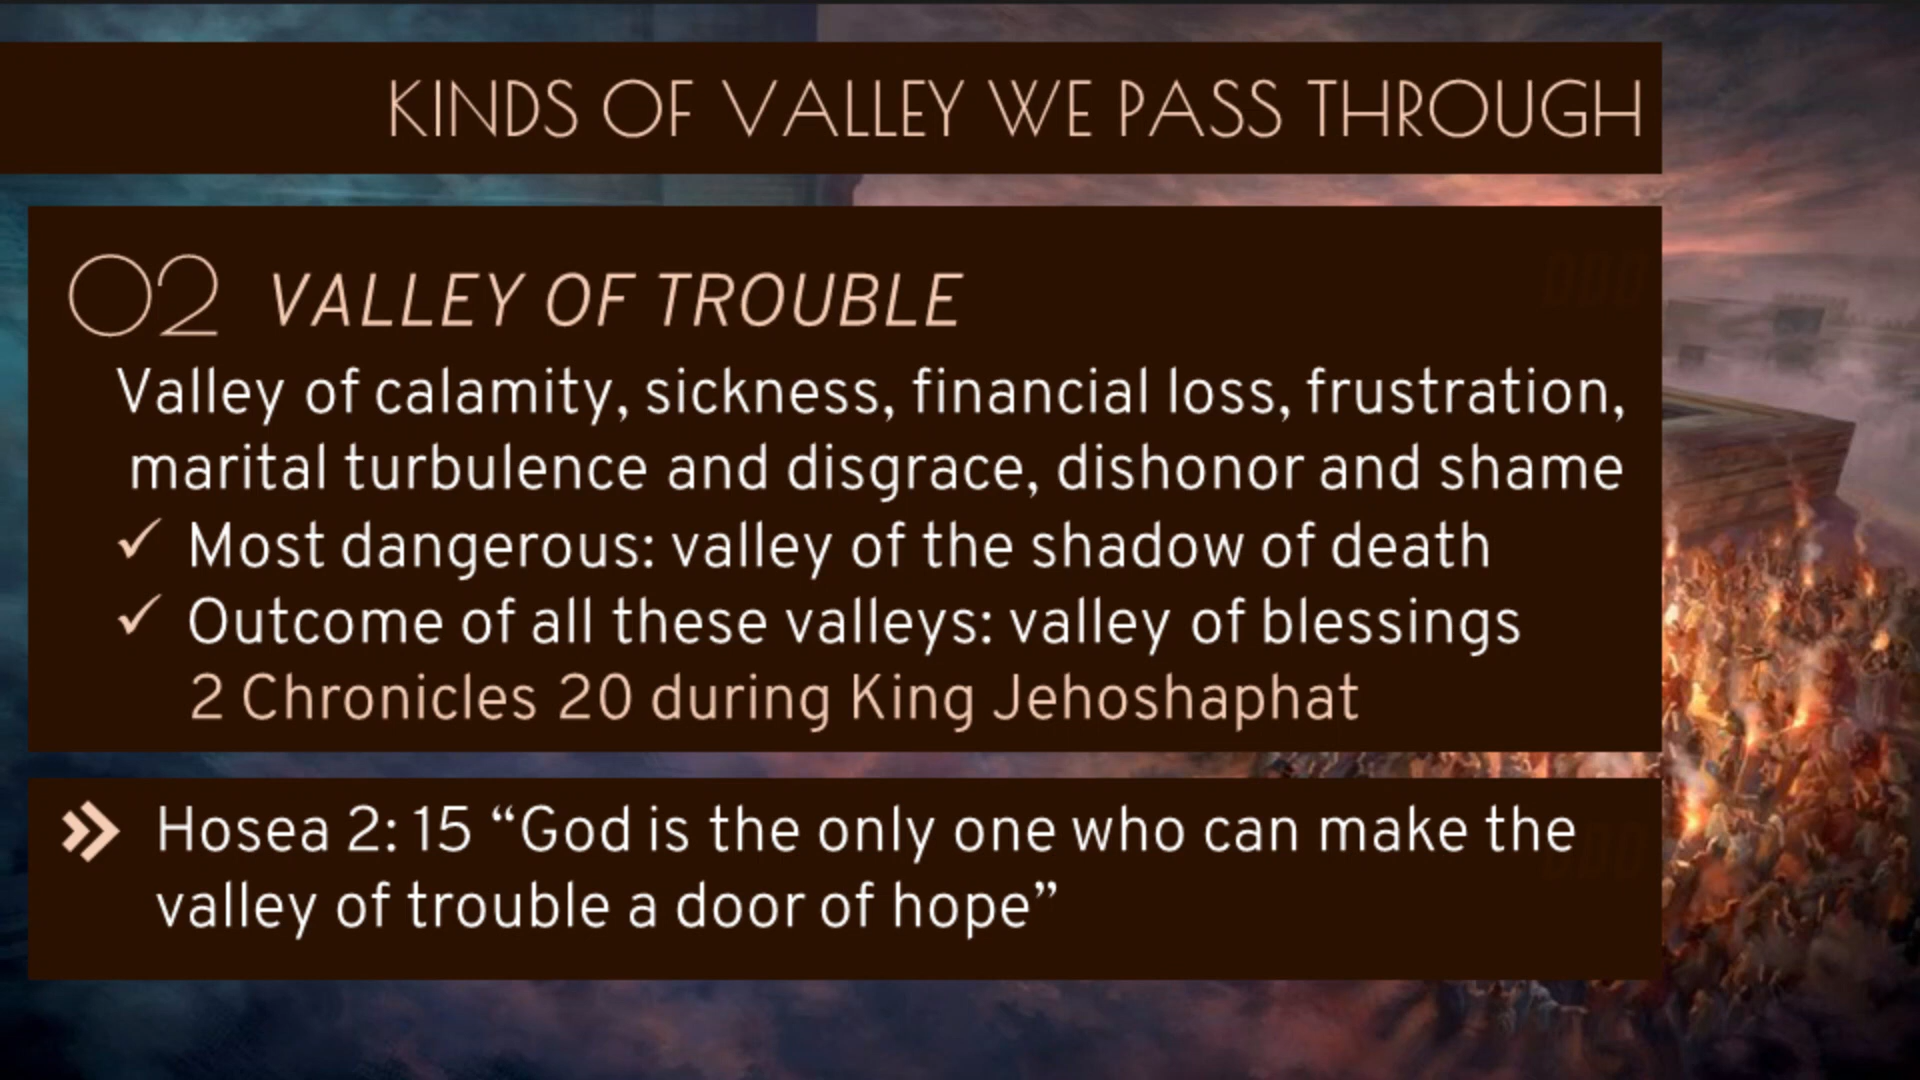 KINDS OF VALLEY WE PASS THROUGH
02 VALLEY OF TROUBLE
Valley of calamity, sickness, financial loss, frustration,
marital turbulence and disgrace, dishonor and shame
✓ Most dangerous: valley of the shadow of death
✓ Outcome of all these valleys: valley of blessings
2 Chronicles 20 during King Jehoshaphat
Hosea 2: 15 “God is the only one who can make the
valley of trouble a door of hope”